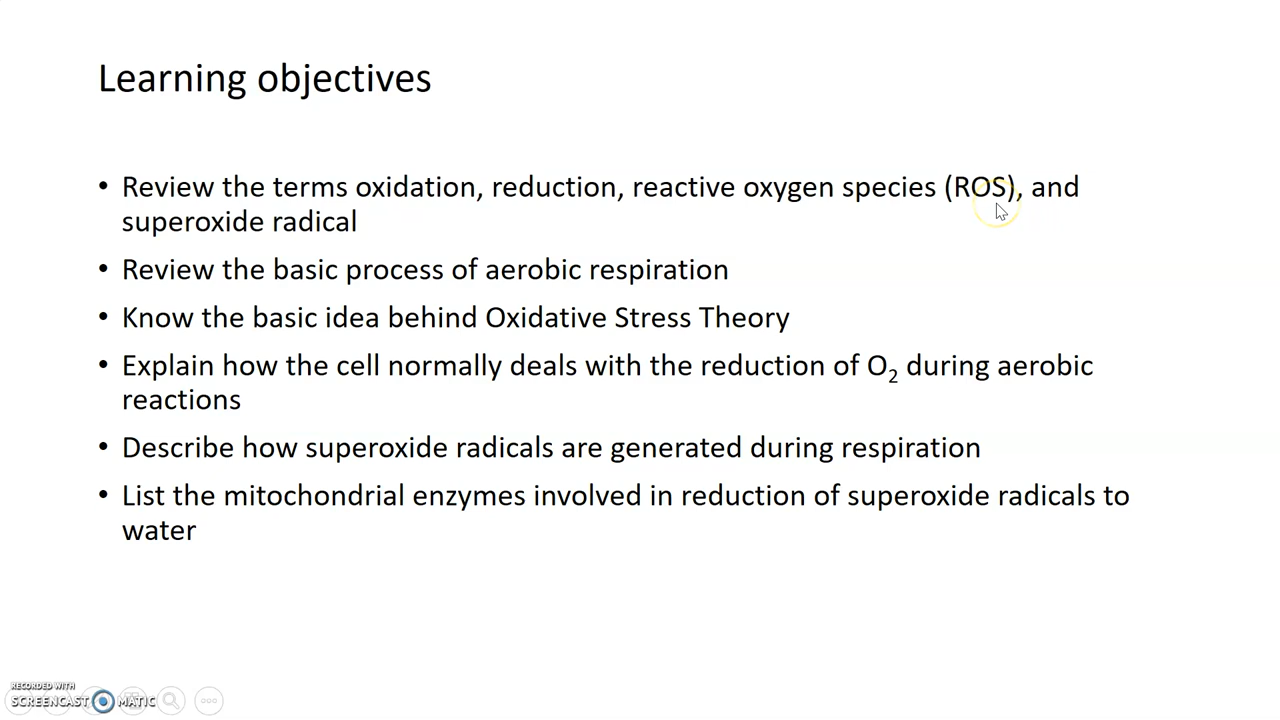 Learning objectives
• Review the terms oxidation, reduction, reactive oxygen species (ROS), and
superoxide radical
• Review the basic process of aerobic respiration
• Know the basic idea behind Oxidative Stress Theory
• Explain how the cell normally deals with the reduction of O₂ during aerobic
reactions
• Describe how superoxide radicals are generated during respiration
• List the mitochondrial enzymes involved in reduction of superoxide radicals to
water
RECORDED WITH
SCREENCAST MATIC